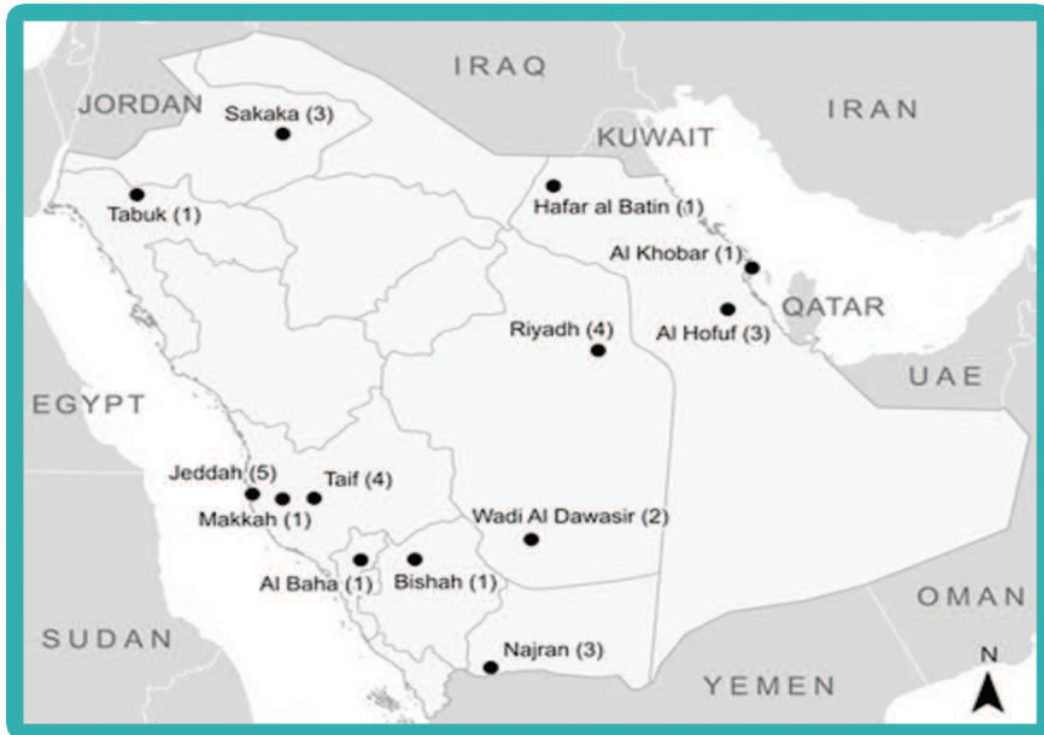 IRAQ
JORDAN
IRAN
Sakaka (3)
KUWAIT
Tabuk (1)
Hafar al Batin (1)
Al Khobar (1)
QATAR
Riyadh (4)
Al Hofuf (3)
UAE
EGYPT
Jeddah (5)
Taif (4)
Makkah (1)
Wadi Al Dawasir (2)
Al Baha (1)
Bishah (1)
OMAN
SUDAN
Najran (3)
N
YEMEN